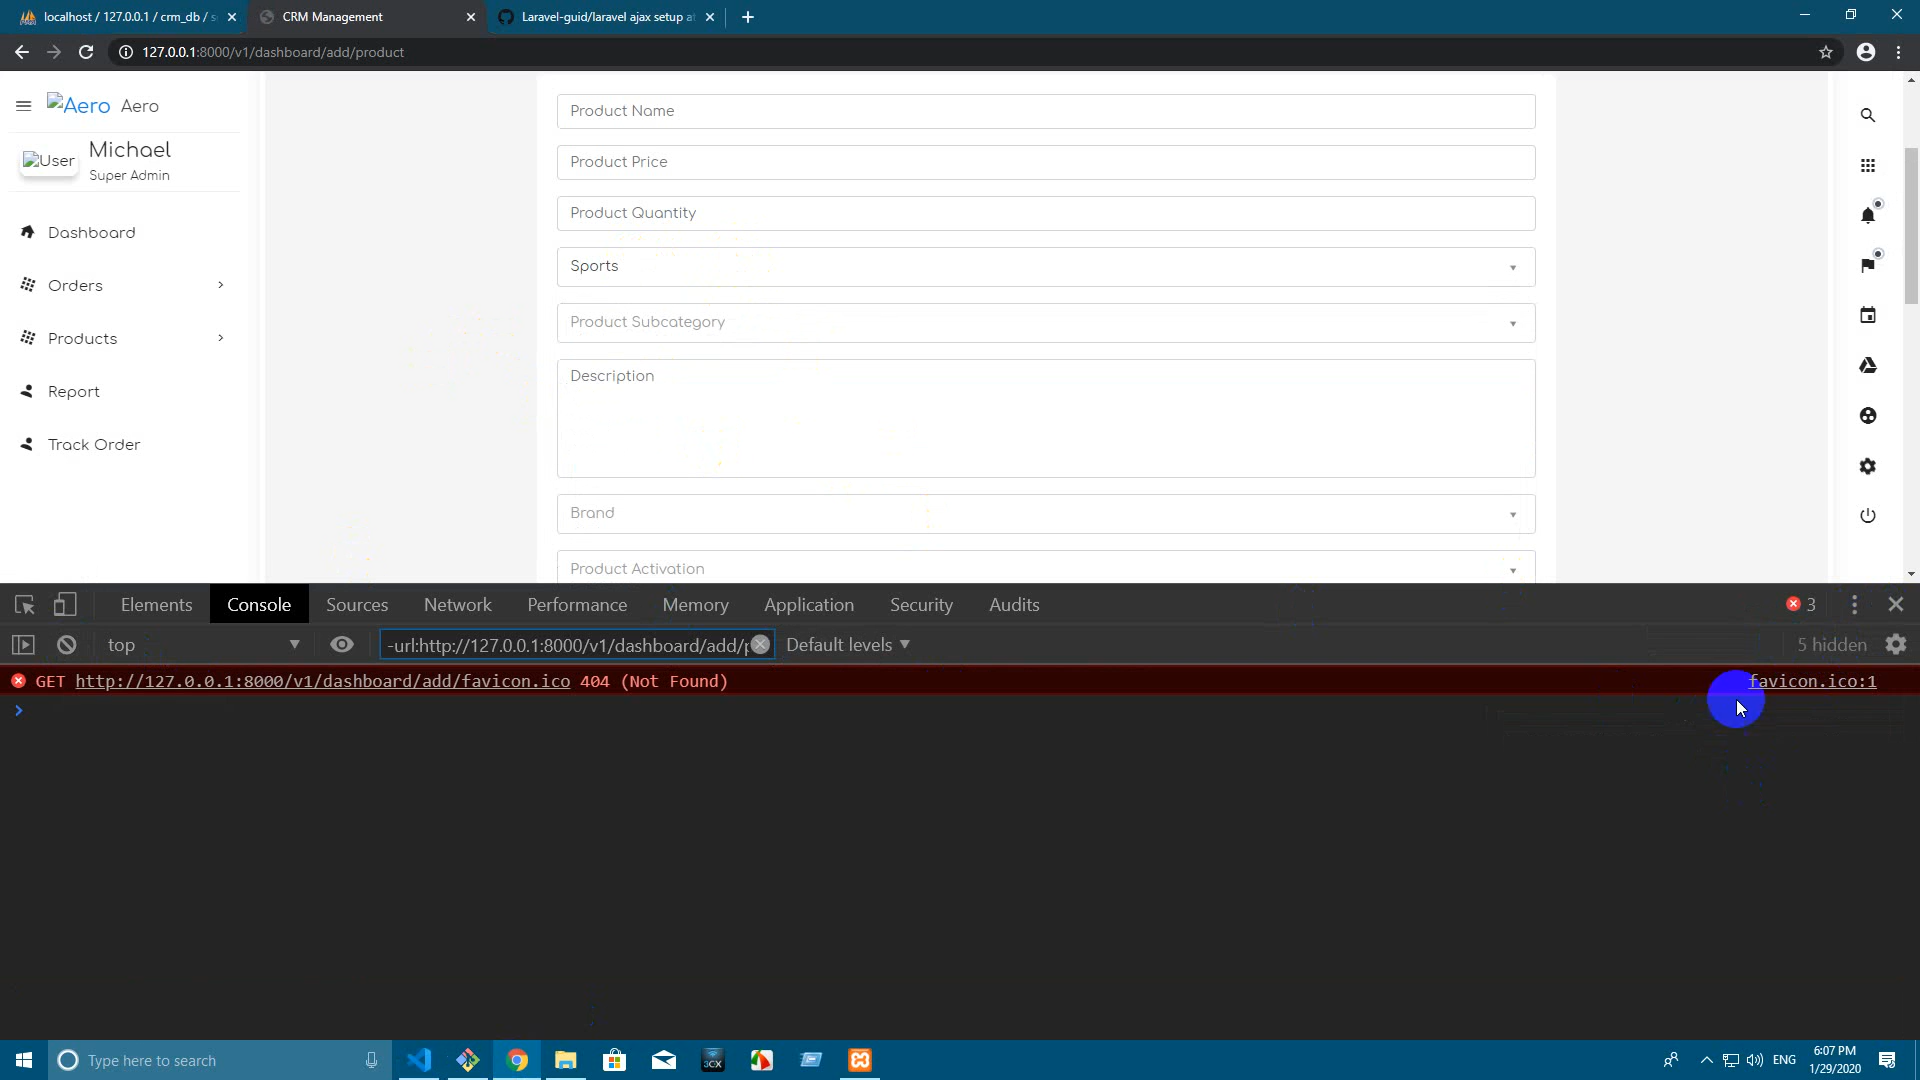 localhost / 127.0.0.1 / crm_db / s
CRM Management
Laravel-guid/laravel ajax setup at
127.0.0.1:8000/v1/dashboard/add/product
Aero Aero
User
Michael
Super Admin
Dashboard
Orders
Products
Report
Track Order
Product Name
Product Price
Product Quantity
Sports
Product Subcategory
Description
Brand
Product Activation
Elements Console Sources Network Performance Memory Application Security Audits 3
top -url:http://127.0.0.1:8000/v1/dashboard/add/p Default levels 5 hidden
GET http://127.0.0.1:8000/v1/dashboard/add/favicon.ico 404 (Not Found) favicon.ico:1
Type here to search
3CX
ENG
6:07 PM
1/29/2020